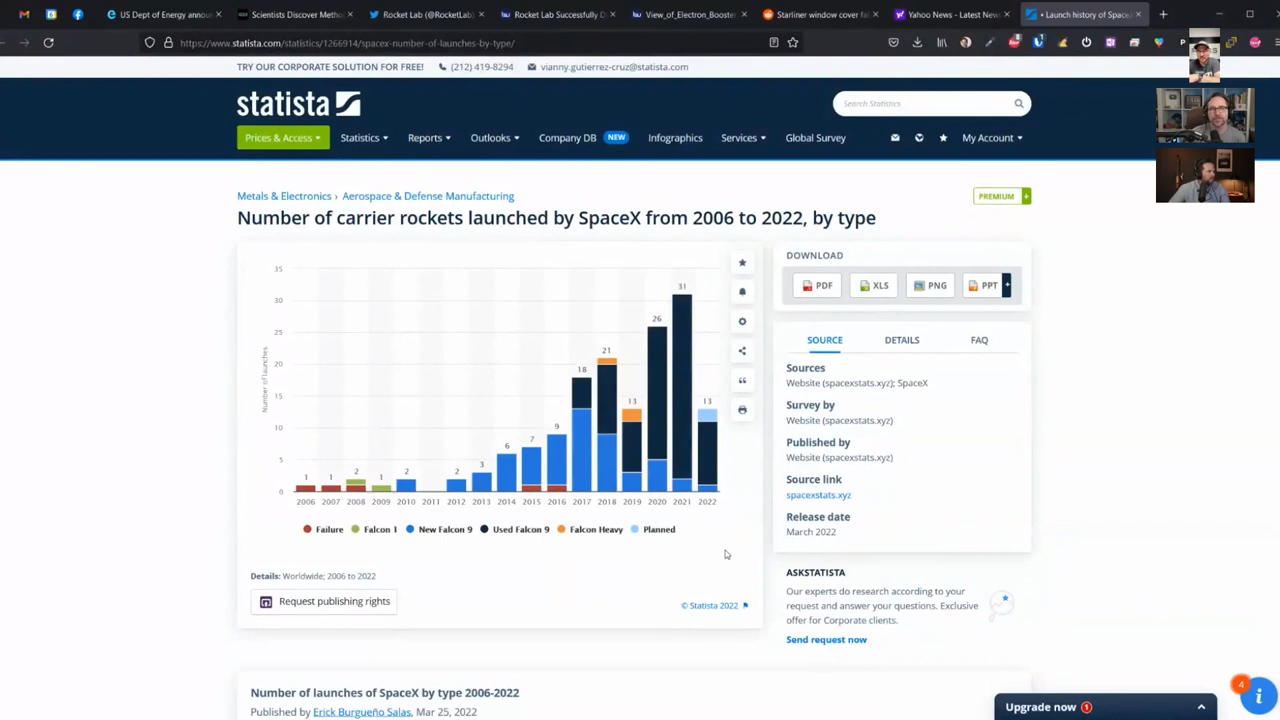 US Dept of Energy annou
Scientists Discover Method
Rocket Lab (@RocketLab)
Rocket Lab Successfully D
View_of_Electron_Booster
Starliner window cover fal
Yahoo News - Latest New
• Launch history of Space
https://www.statista.com/statistics/1266914/spacex-number-of-launches-by-type/
TRY OUR CORPORATE SOLUTION FOR FREE!
(212) 419-8294
vianny.gutierrez-cruz@statista.com
statista
Search Statistics
Prices & Access
Statistics
Reports
Outlooks
Company DB
NEW
Infographics
Services
Global Survey
My Account
Metals & Electronics › Aerospace & Defense Manufacturing
PREMIUM +
Number of carrier rockets launched by SpaceX from 2006 to 2022, by type
35
30
25
20
15
10
5
0
Number of launches
1 1 2 1 2 2 3 6 7 9 18 21 13 26 31 13
2006 2007 2008 2009 2010 2011 2012 2013 2014 2015 2016 2017 2018 2019 2020 2021 2022
Failure Falcon 1 New Falcon 9 Used Falcon 9 Falcon Heavy Planned
Details: Worldwide; 2006 to 2022
Request publishing rights
© Statista 2022
DOWNLOAD
PDF
XLS
PNG
PPT
+
SOURCE
DETAILS
FAQ
Sources
Website (spacexstats.xyz); SpaceX
Survey by
Website (spacexstats.xyz)
Published by
Website (spacexstats.xyz)
Source link
spacexstats.xyz
Release date
March 2022
ASKSTATISTA
Our experts do research according to your
request and answer your questions. Exclusive
offer for Corporate clients.
Send request now
Number of launches of SpaceX by type 2006-2022
Published by Erick Burgueño Salas, Mar 25, 2022
Upgrade now 1
4
i